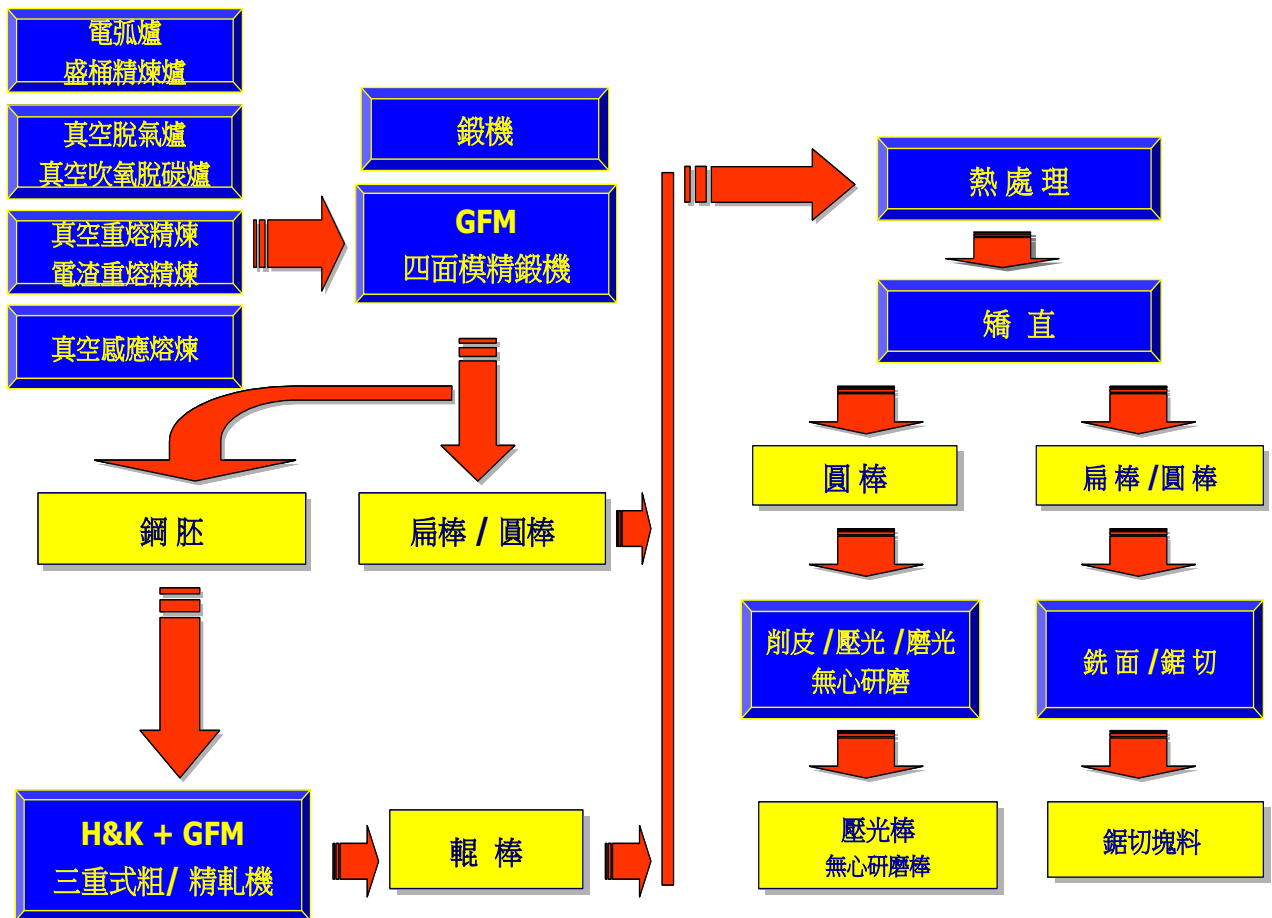 電弧爐
盛桶精煉爐
真空脫氣爐
真空吹氧脫碳爐
真空重熔精煉
電渣重熔精煉
真空感應熔煉
鍛機
GFM
四面模精鍛機
鋼 胚
扁棒 / 圓棒
H&K + GFM
三重式粗/ 精軋機
輥 棒
熱 處 理
矯 直
圓 棒
扁 棒 /圓 棒
削皮 /壓光 /磨光
無心研磨
銑 面 /鋸 切
壓光棒
無心研磨棒
鋸切塊料